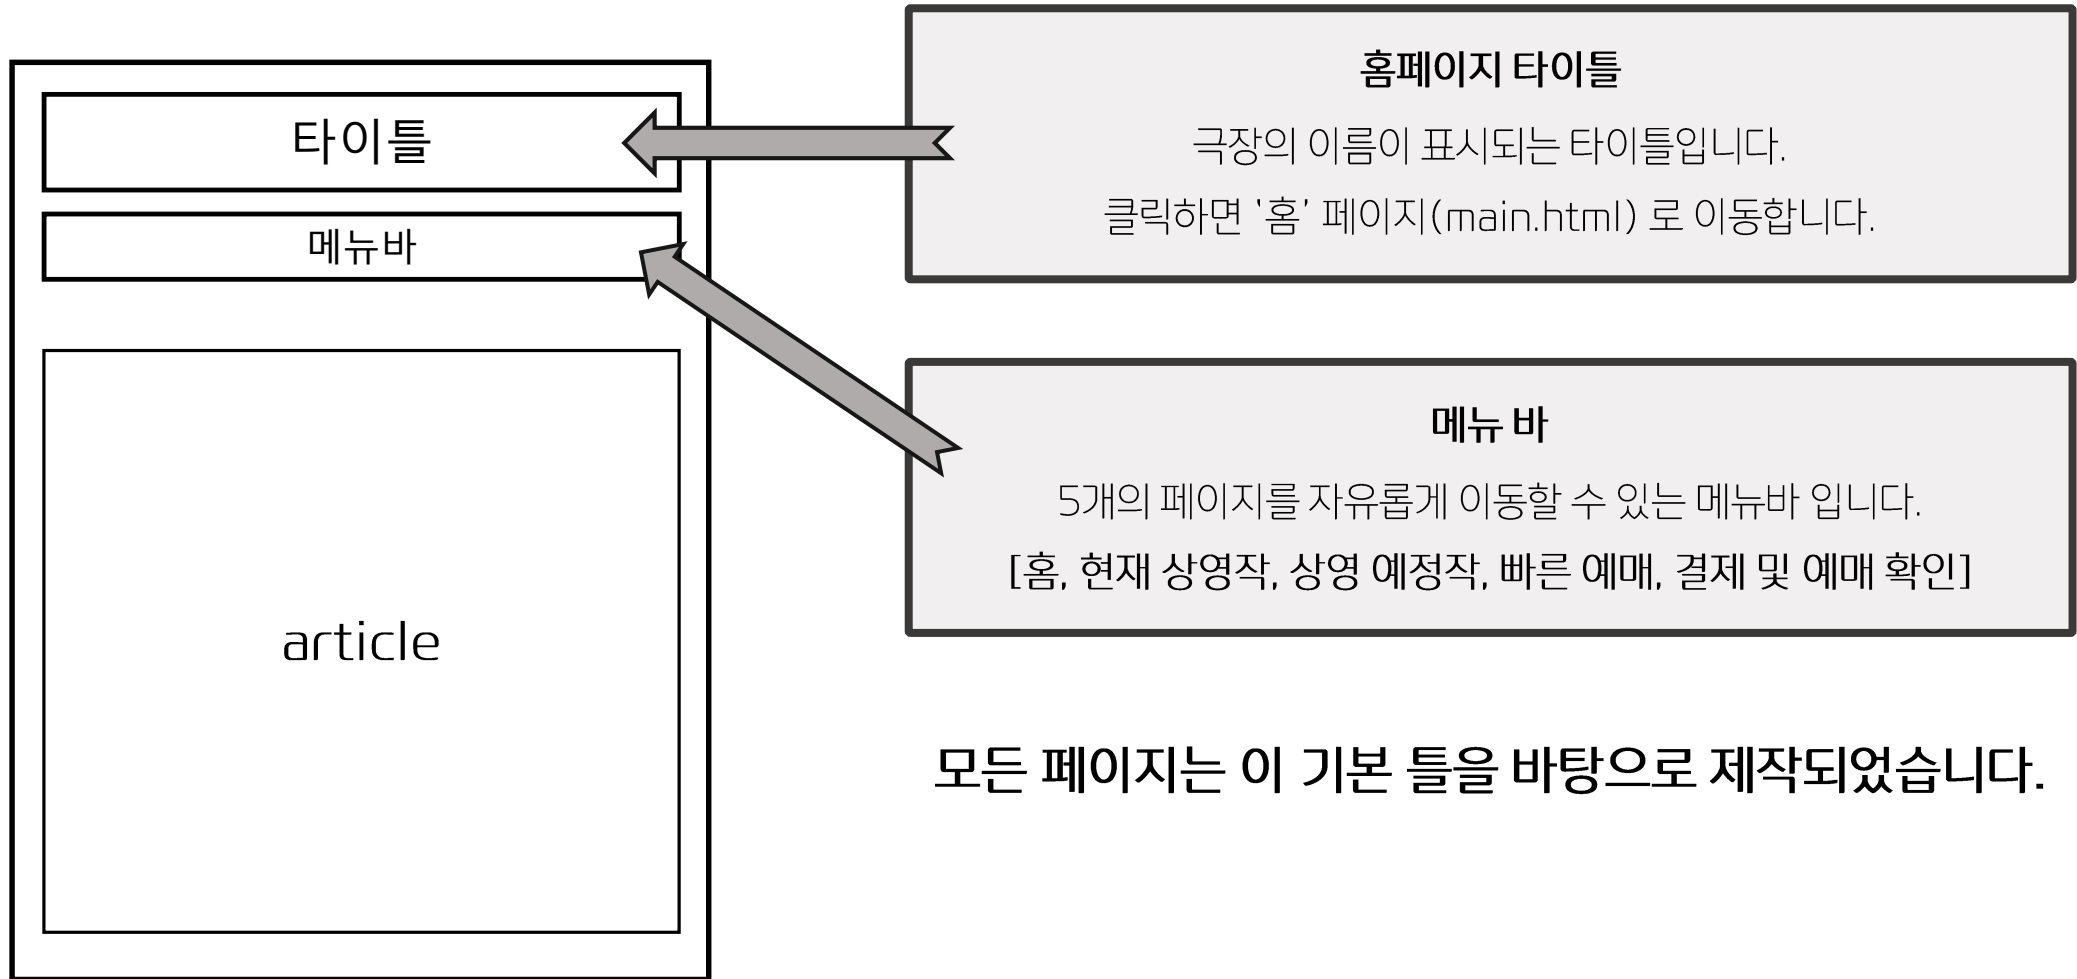 타이틀
메뉴바
article
홈페이지 타이틀
극장의 이름이 표시되는 타이틀입니다.
클릭하면 '홈' 페이지(main.html) 로 이동합니다.
메뉴 바
5개의 페이지를 자유롭게 이동할 수 있는 메뉴바 입니다.
[홈, 현재 상영작, 상영 예정작, 빠른 예매, 결제 및 예매 확인]
모든 페이지는 이 기본 틀을 바탕으로 제작되었습니다.